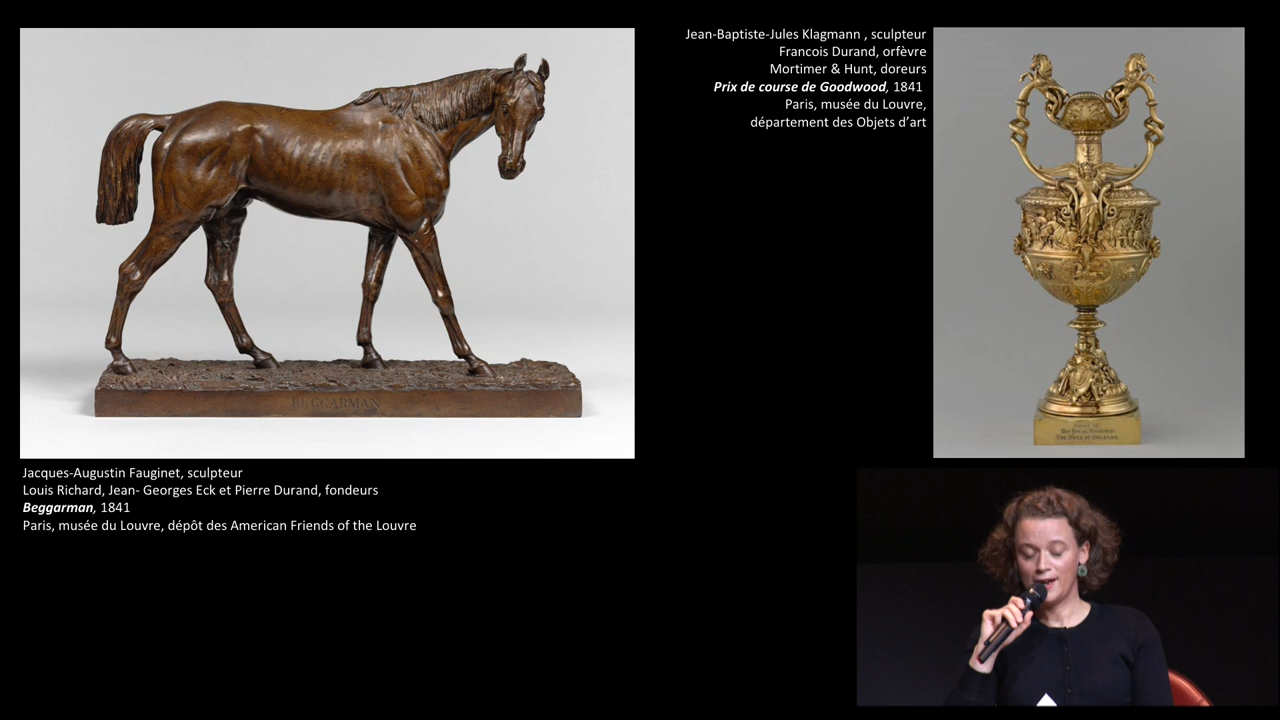 Jean-Baptiste-Jules Klagmann , sculpteur
Francois Durand, orfèvre
Mortimer & Hunt, doreurs
Prix de course de Goodwood, 1841
Paris, musée du Louvre,
département des Objets d’art
BEGGARMAN
Jacques-Augustin Fauginet, sculpteur
Louis Richard, Jean- Georges Eck et Pierre Durand, fondeurs
Beggarman, 1841
Paris, musée du Louvre, dépôt des American Friends of the Louvre